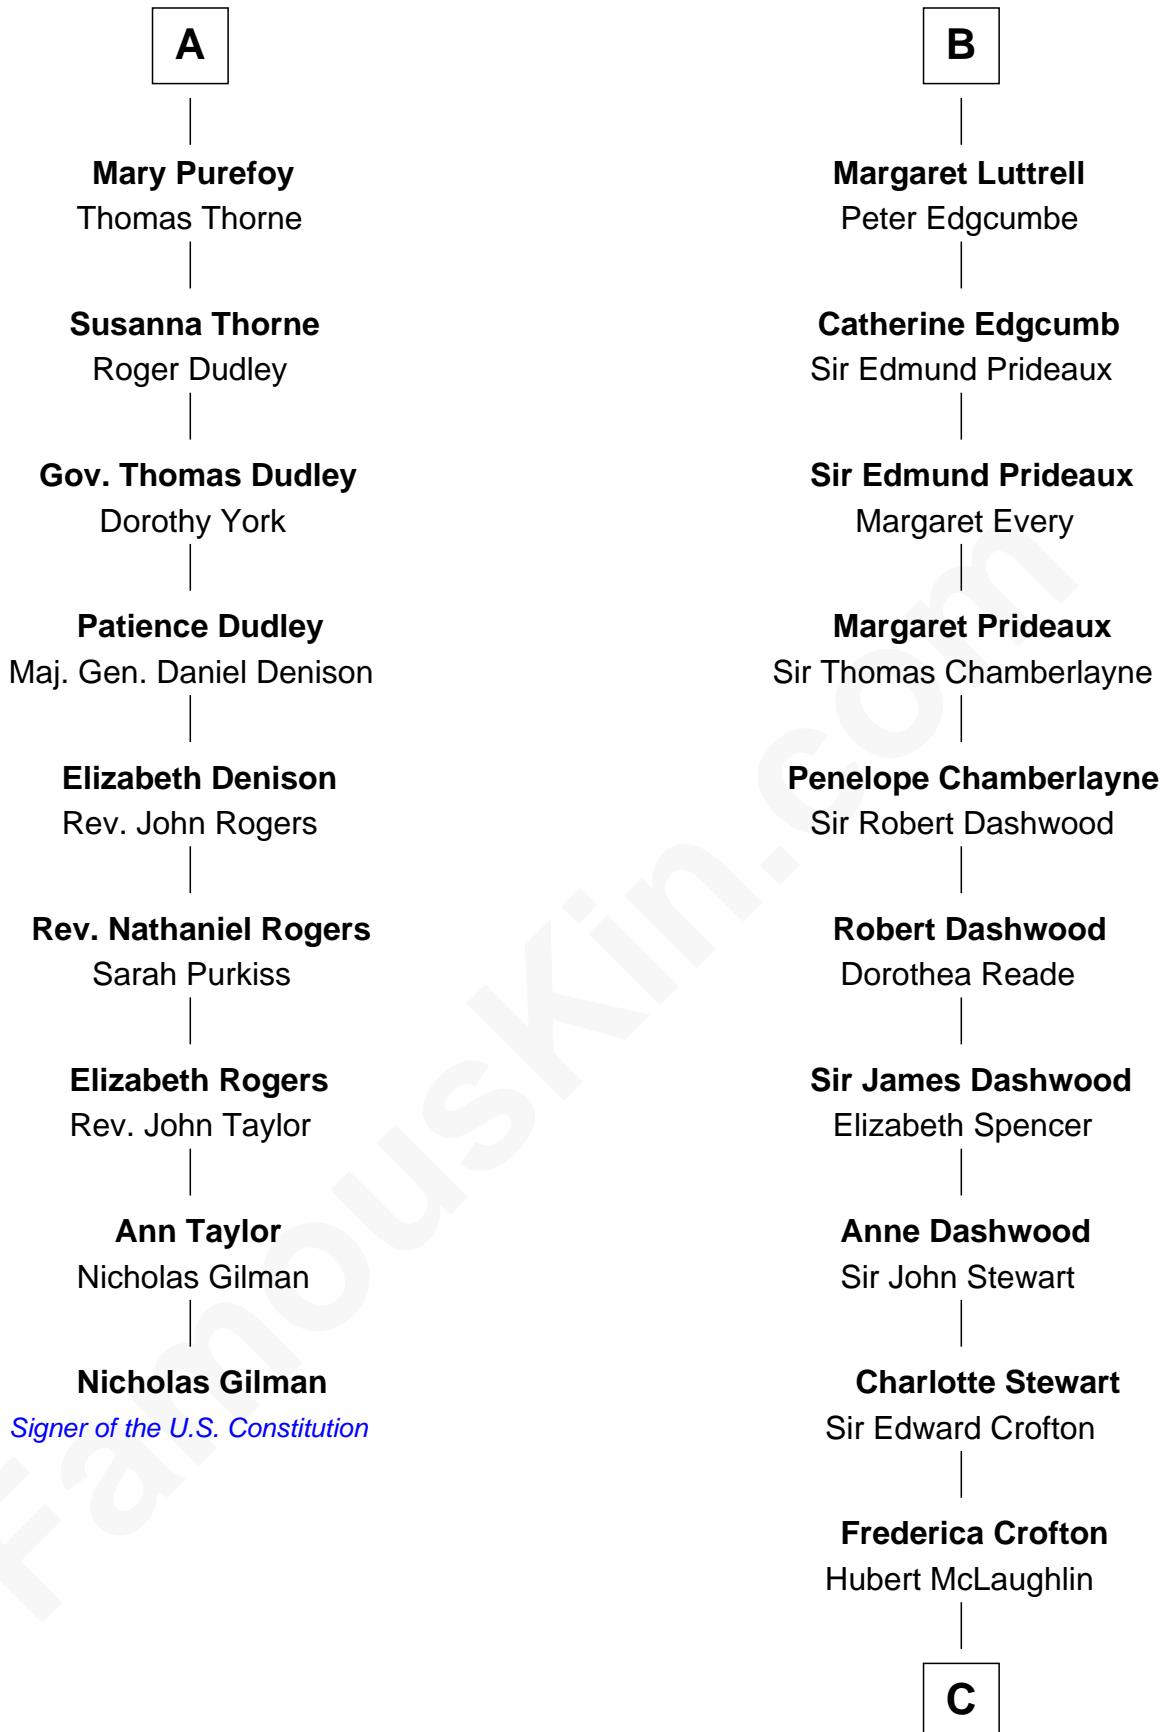 A
Mary Purefoy
Thomas Thorne
Susanna Thorne
Roger Dudley
Gov. Thomas Dudley
Dorothy York
Patience Dudley
Maj. Gen. Daniel Denison
Elizabeth Denison
Rev. John Rogers
Rev. Nathaniel Rogers
Sarah Purkiss
Elizabeth Rogers
Rev. John Taylor
Ann Taylor
Nicholas Gilman
Nicholas Gilman
Signer of the U.S. Constitution
B
Margaret Luttrell
Peter Edgcumbe
Catherine Edgcumb
Sir Edmund Prideaux
Sir Edmund Prideaux
Margaret Every
Margaret Prideaux
Sir Thomas Chamberlayne
Penelope Chamberlayne
Sir Robert Dashwood
Robert Dashwood
Dorothea Reade
Sir James Dashwood
Elizabeth Spencer
Anne Dashwood
Sir John Stewart
Charlotte Stewart
Sir Edward Crofton
Frederica Crofton
Hubert McLaughlin
C
FamousKin.com